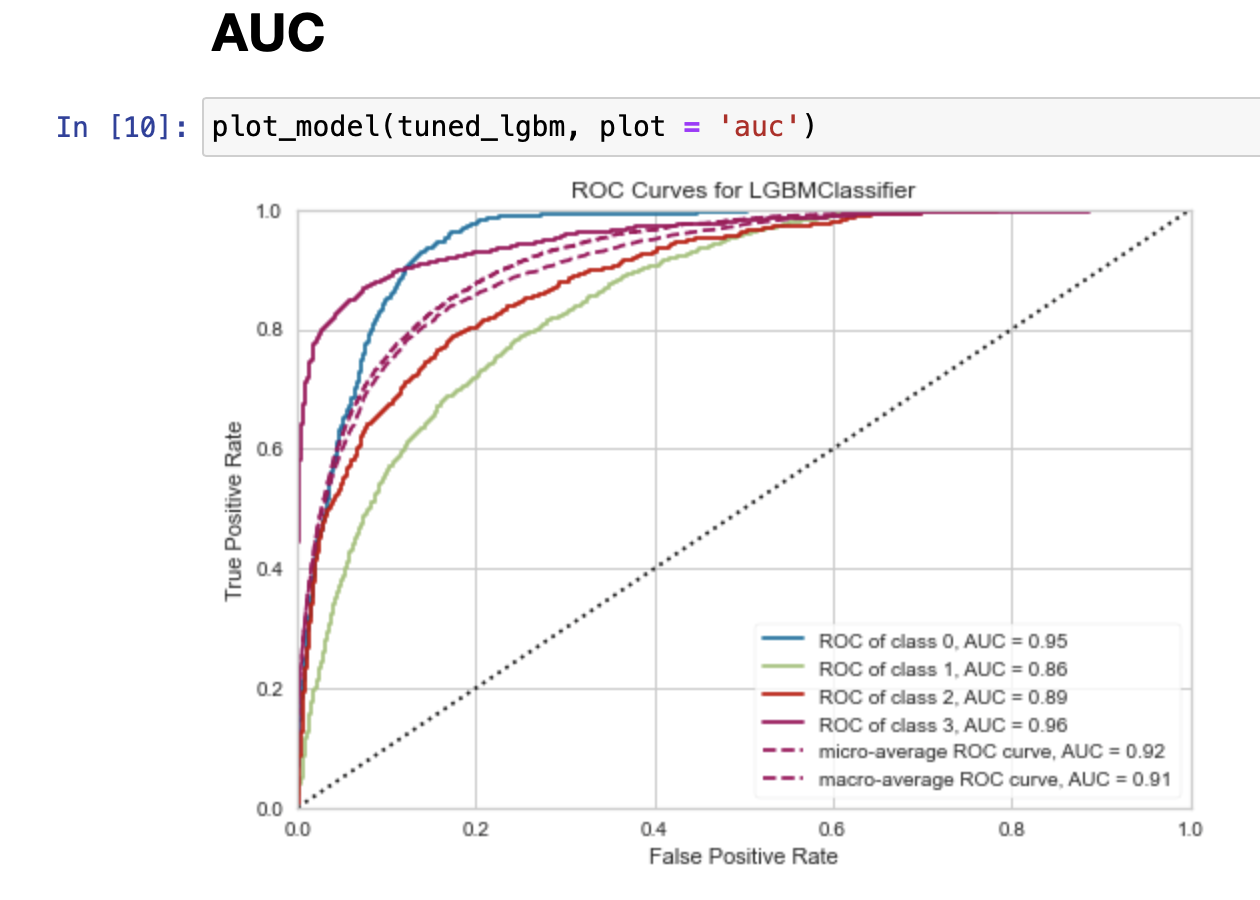 AUC
In [10]: plot_model(tuned_lgbm, plot = 'auc')
ROC Curves for LGBMClassifier
1.0
0.8
0.6
0.4
0.2
0.0
True Positive Rate
ROC of class 0, AUC = 0.95
ROC of class 1, AUC = 0.86
ROC of class 2, AUC = 0.89
ROC of class 3, AUC = 0.96
micro-average ROC curve, AUC = 0.92
macro-average ROC curve, AUC = 0.91
0.0 0.2 0.4 0.6 0.8 1.0
False Positive Rate